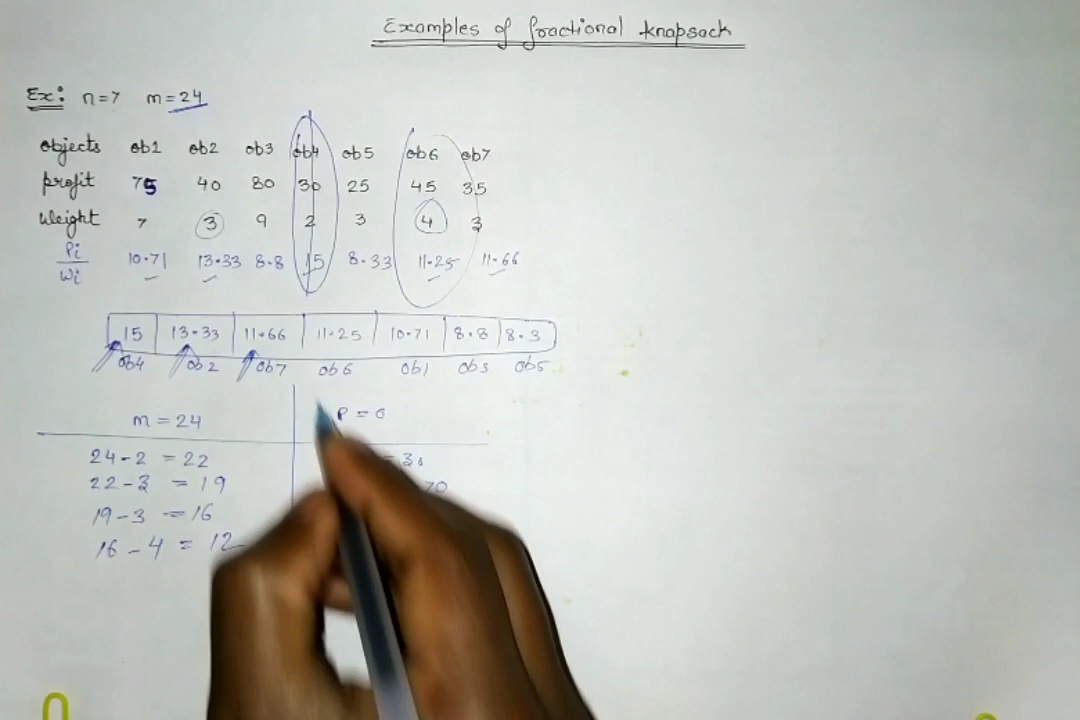 Examples of fractional knapsack
Ex: n=7 m=24
objects ob1 ob2 ob3 ob4 ob5 ob6 ob7
profit 75 40 80 30 25 45 35
Weight 7 3 9 2 3 4 3
Pi/Wi 10.71 13.33 8.8 15 8.33 11.25 11.66
15 13.33 11.66 11.25 10.71 8.8 8.3
ob4 ob2 ob7 ob6 ob1 ob3 ob5
m = 24 P = 0
24-2 = 22 = 30
22-3 = 19 70
19-3 = 16
16-4 = 12